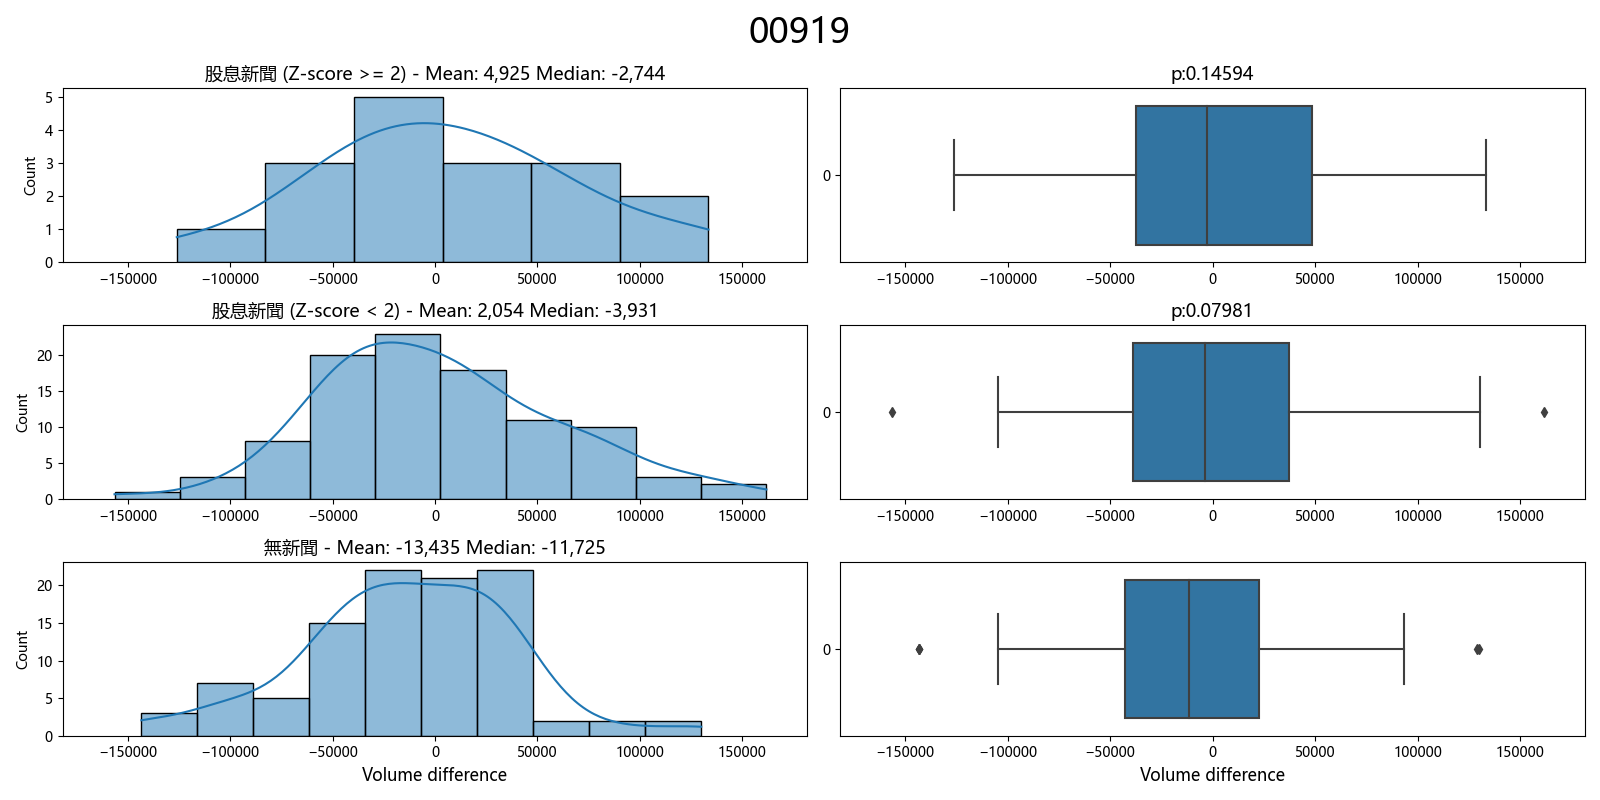 00919
股息新聞 (Z-score >= 2) - Mean: 4,925 Median: -2,744
Count
5
4
3
2
1
0
−150000 −100000 −50000 0 50000 100000 150000
p:0.14594
0
−150000 −100000 −50000 0 50000 100000 150000
股息新聞 (Z-score < 2) - Mean: 2,054 Median: -3,931
Count
20
15
10
5
0
−150000 −100000 −50000 0 50000 100000 150000
p:0.07981
0
−150000 −100000 −50000 0 50000 100000 150000
無新聞 - Mean: -13,435 Median: -11,725
Count
20
15
10
5
0
−150000 −100000 −50000 0 50000 100000 150000
Volume difference
0
−150000 −100000 −50000 0 50000 100000 150000
Volume difference